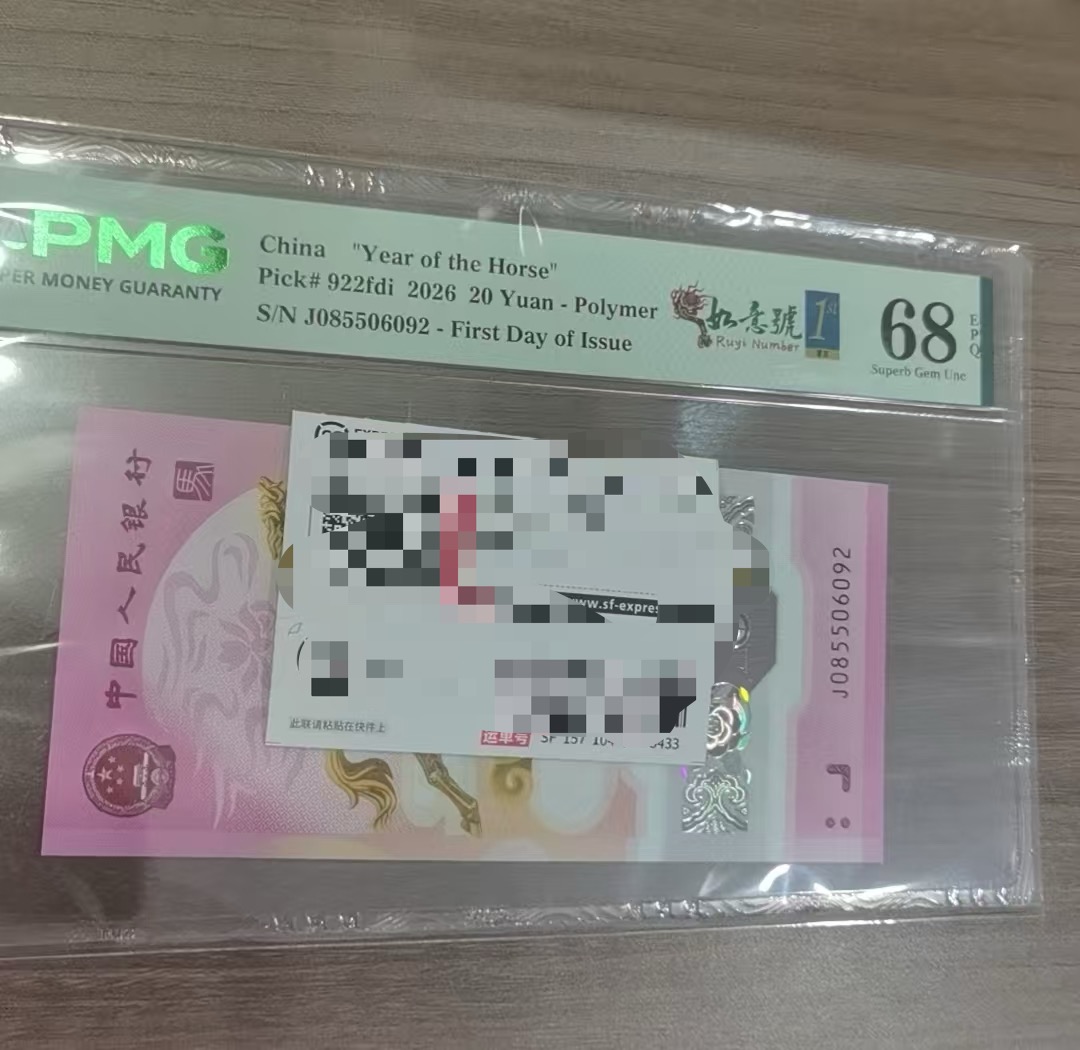 PMG
PER MONEY GUARANTY
China "Year of the Horse"
Pick# 922fdi 2026 20 Yuan - Polymer
S/N J085506092 - First Day of Issue
如意號
Ruyi Number
1st
68
EPQ
Superb Gem Unc
中国人民银行
J085506092
www.sf-expres
此联请粘贴在快件上
运单号
SF 157 10
433